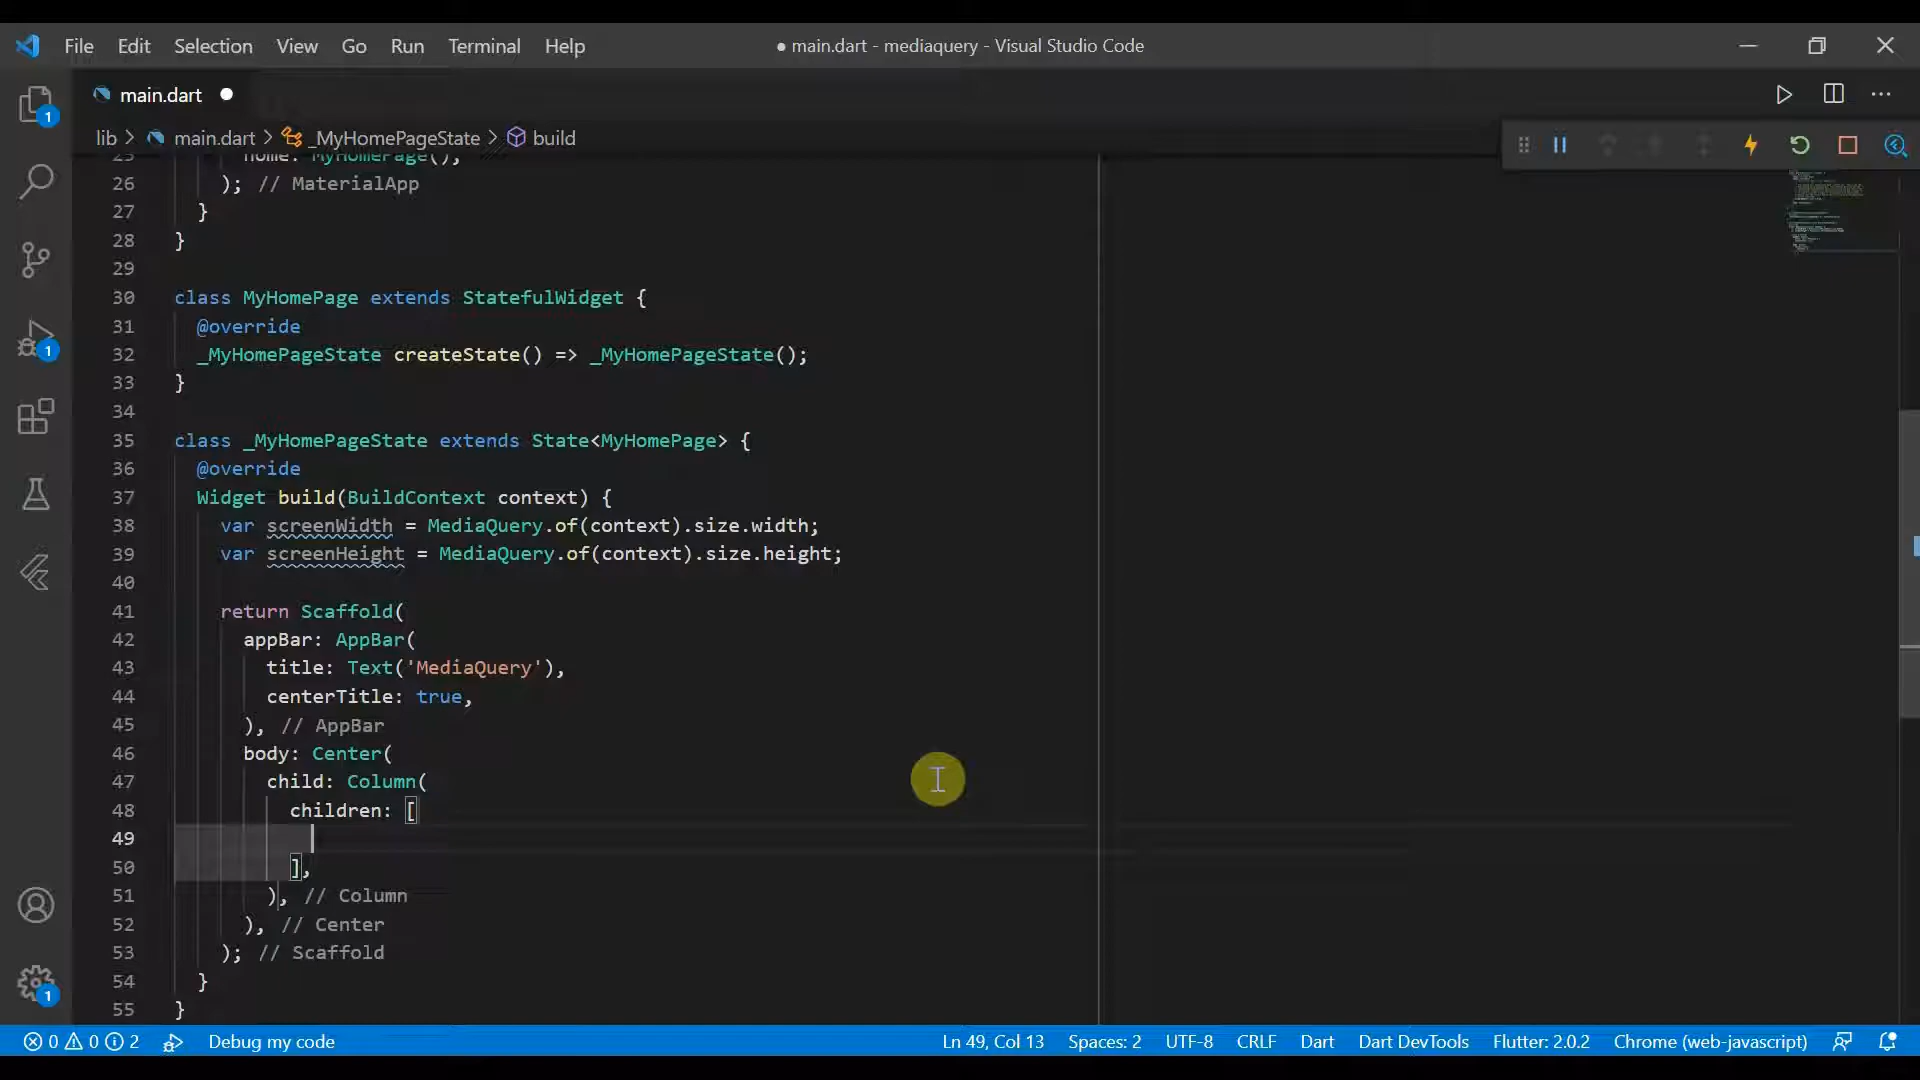 File Edit Selection View Go Run Terminal Help
● main.dart - mediaquery - Visual Studio Code
main.dart ●
lib > main.dart > _MyHomePageState > build
25 home: MyHomePage(),
26 ); // MaterialApp
27 }
28 }
29
30 class MyHomePage extends StatefulWidget {
31 @override
32 _MyHomePageState createState() => _MyHomePageState();
33 }
34
35 class _MyHomePageState extends State<MyHomePage> {
36 @override
37 Widget build(BuildContext context) {
38 var screenWidth = MediaQuery.of(context).size.width;
39 var screenHeight = MediaQuery.of(context).size.height;
40
41 return Scaffold(
42 appBar: AppBar(
43 title: Text('MediaQuery'),
44 centerTitle: true,
45 ), // AppBar
46 body: Center(
47 child: Column(
48 children: [
49
50 ],
51 ), // Column
52 ), // Center
53 ); // Scaffold
54 }
55 }
1
1
1
0 0 2 Debug my code Ln 49, Col 13 Spaces: 2 UTF-8 CRLF Dart Dart DevTools Flutter: 2.0.2 Chrome (web-javascript)